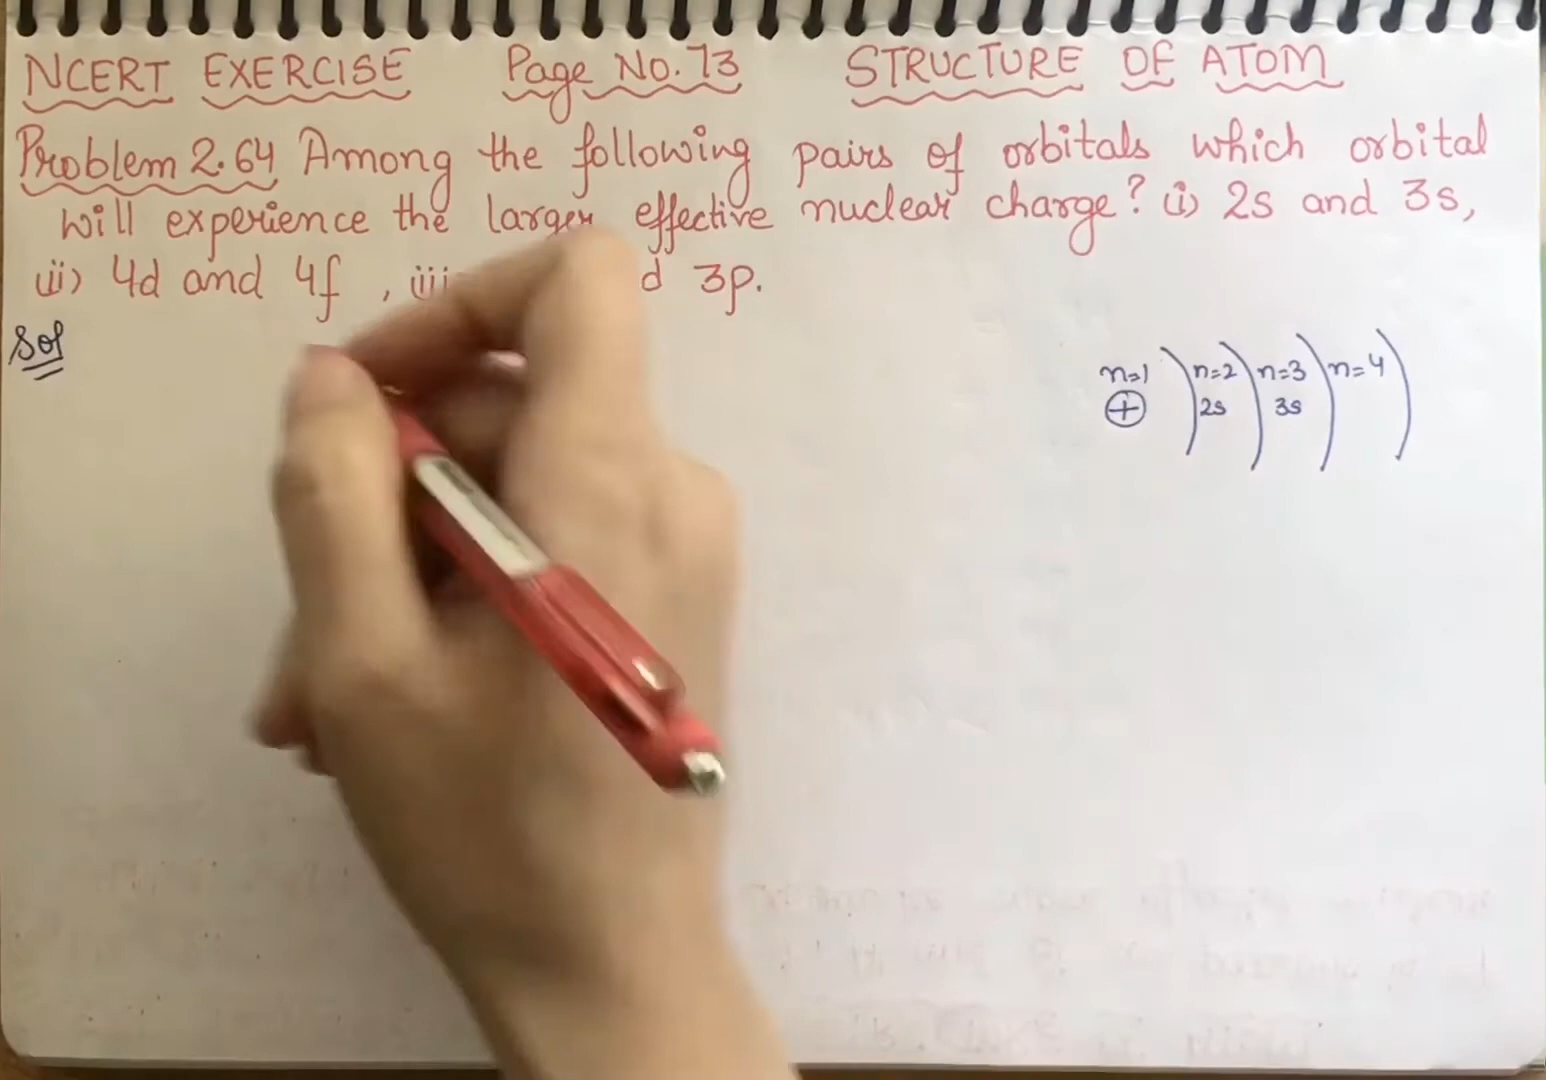 NCERT EXERCISE Page No. 73 STRUCTURE OF ATOM
Problem 2.64 Among the following pairs of orbitals which orbital
will experience the larger effective nuclear charge? (i) 2s and 3s,
(ii) 4d and 4f , (iii d 3p.
Sol
n=1 n=2 n=3 n=4
+ 2s 3s